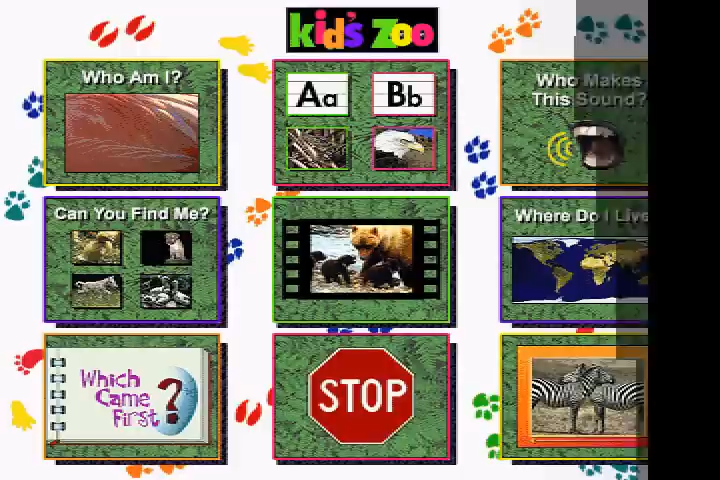 kid's Zoo
Who Am I?
Aa
Bb
Who Makes
This Sound?
Can You Find Me?
Where Do I Live
Which
Came
First
?
STOP